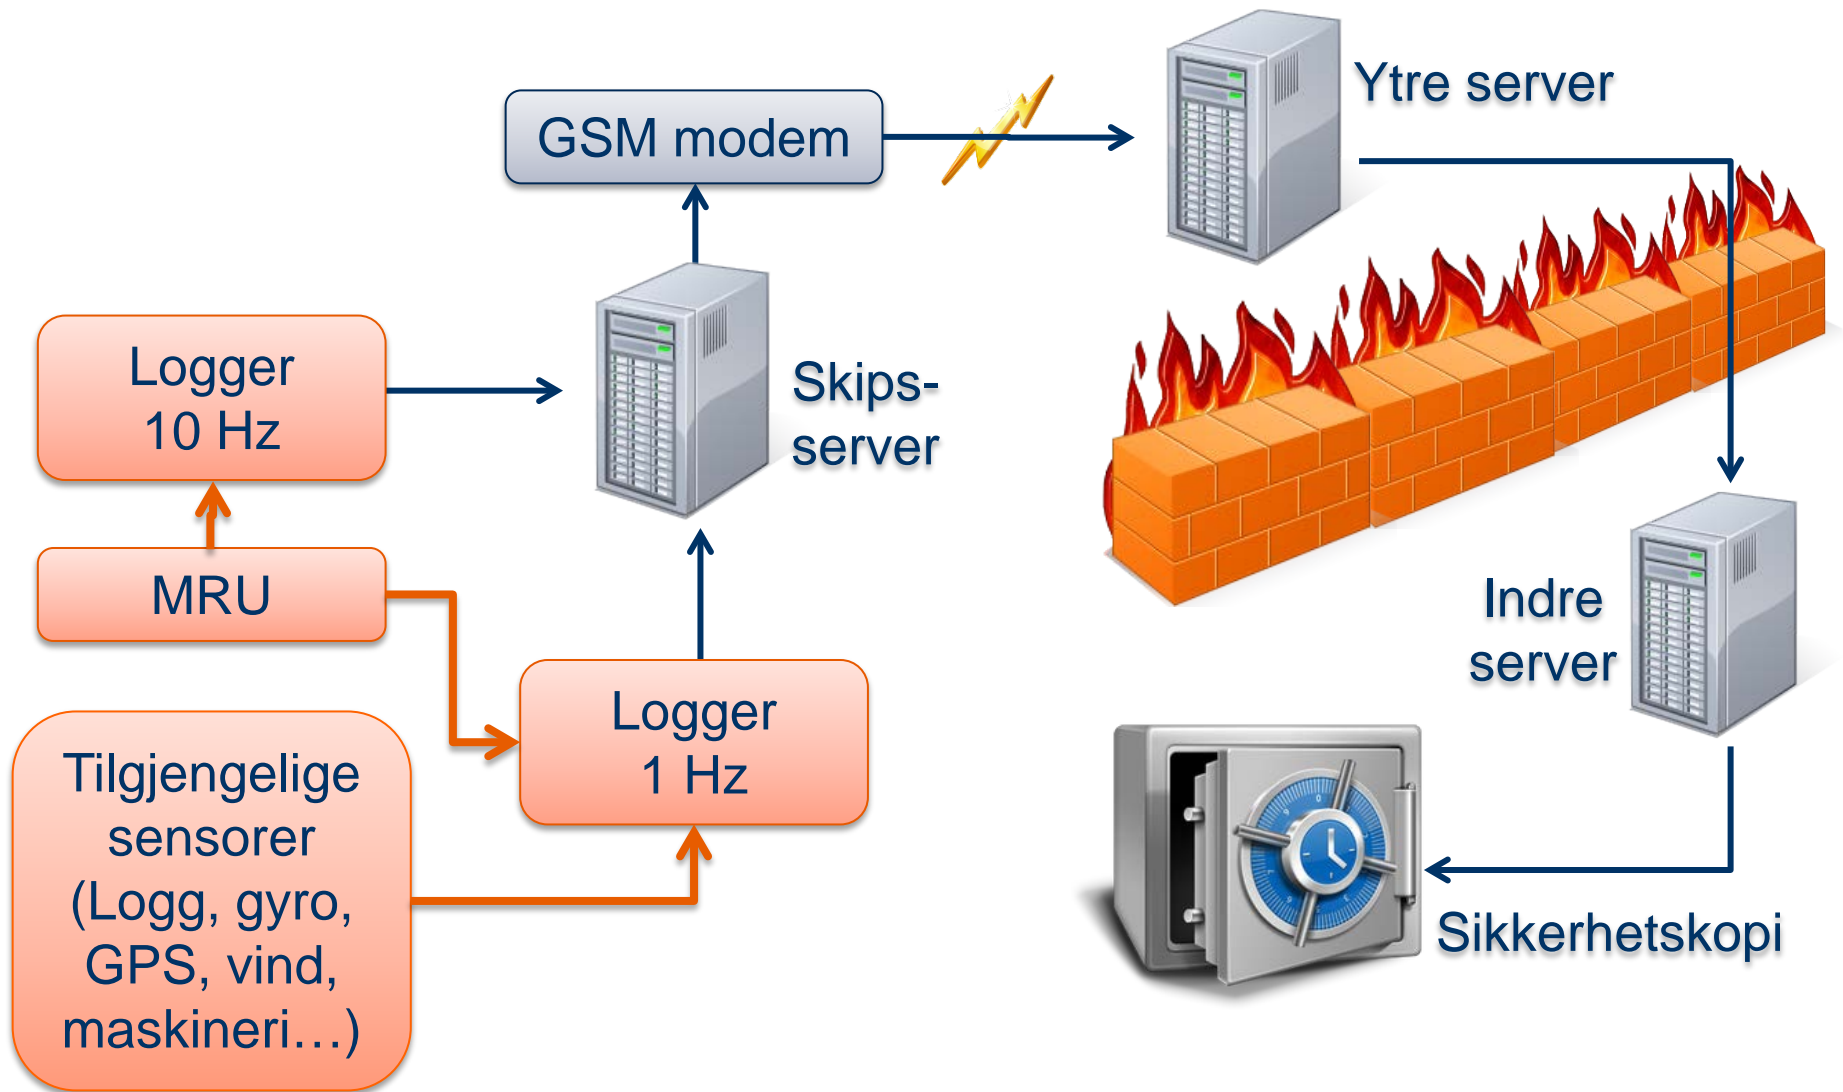 Ytre server
GSM modem
Logger
10 Hz
Skips-
server
MRU
Indre
server
Logger
1 Hz
Tilgjengelige
sensorer
(Logg, gyro,
GPS, vind,
maskineri…)
Sikkerhetskopi